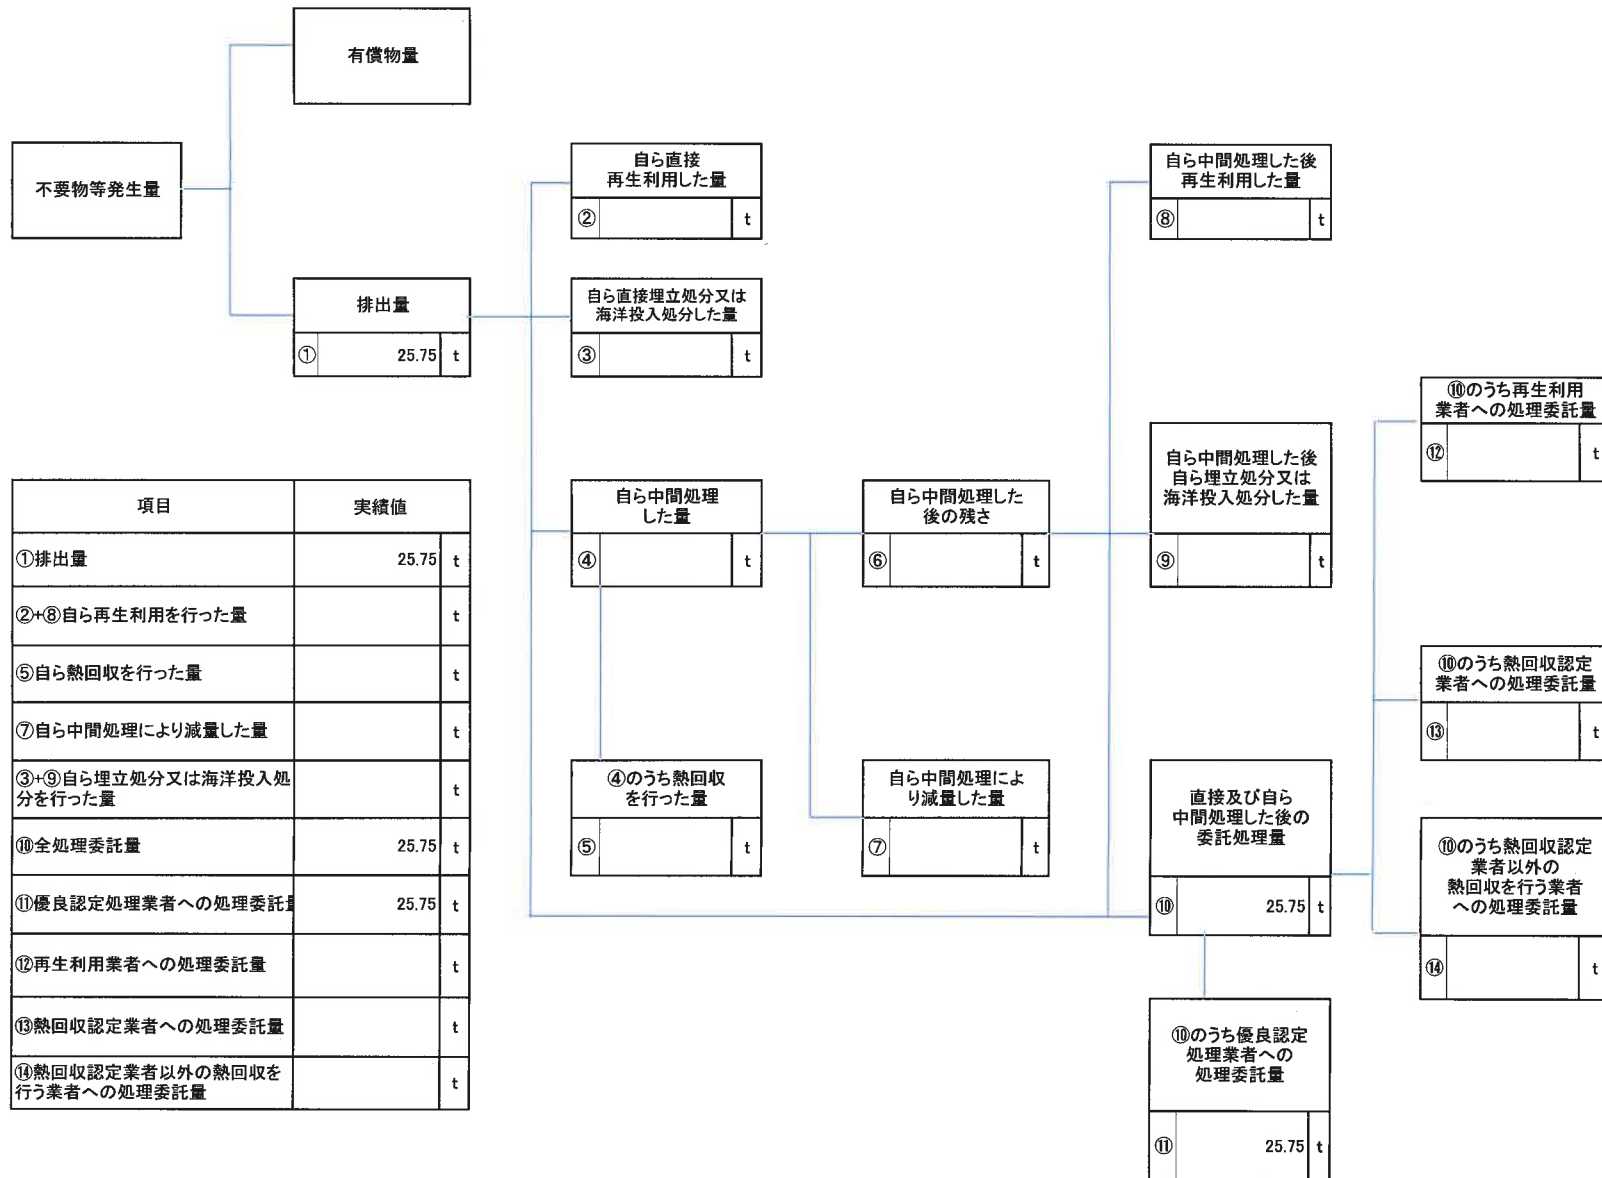 有償物量
不要物等発生量
排出量
① 25.75 t
自ら直接
再生利用した量
② t
自ら直接埋立処分又は
海洋投入処分した量
③ t
自ら中間処理
した量
④ t
④のうち熱回収
を行った量
⑤ t
自ら中間処理した
後の残さ
⑥ t
自ら中間処理によ
り減量した量
⑦ t
自ら中間処理した後
再生利用した量
⑧ t
自ら中間処理した後
自ら埋立処分又は
海洋投入処分した量
⑨ t
直接及び自ら
中間処理した後の
委託処理量
⑩ 25.75 t
⑩のうち優良認定
処理業者への
処理委託量
⑪ 25.75 t
⑩のうち再生利用
業者への処理委託量
⑫ t
⑩のうち熱回収認定
業者への処理委託量
⑬ t
⑩のうち熱回収認定
業者以外の
熱回収を行う業者
への処理委託量
⑭ t
項目 実績値
①排出量 25.75 t
②+⑧自ら再生利用を行った量 t
⑤自ら熱回収を行った量 t
⑦自ら中間処理により減量した量 t
③+⑨自ら埋立処分又は海洋投入処
分を行った量 t
⑩全処理委託量 25.75 t
⑪優良認定処理業者への処理委託量 25.75 t
⑫再生利用業者への処理委託量 t
⑬熱回収認定業者への処理委託量 t
⑭熱回収認定業者以外の熱回収を
行う業者への処理委託量 t